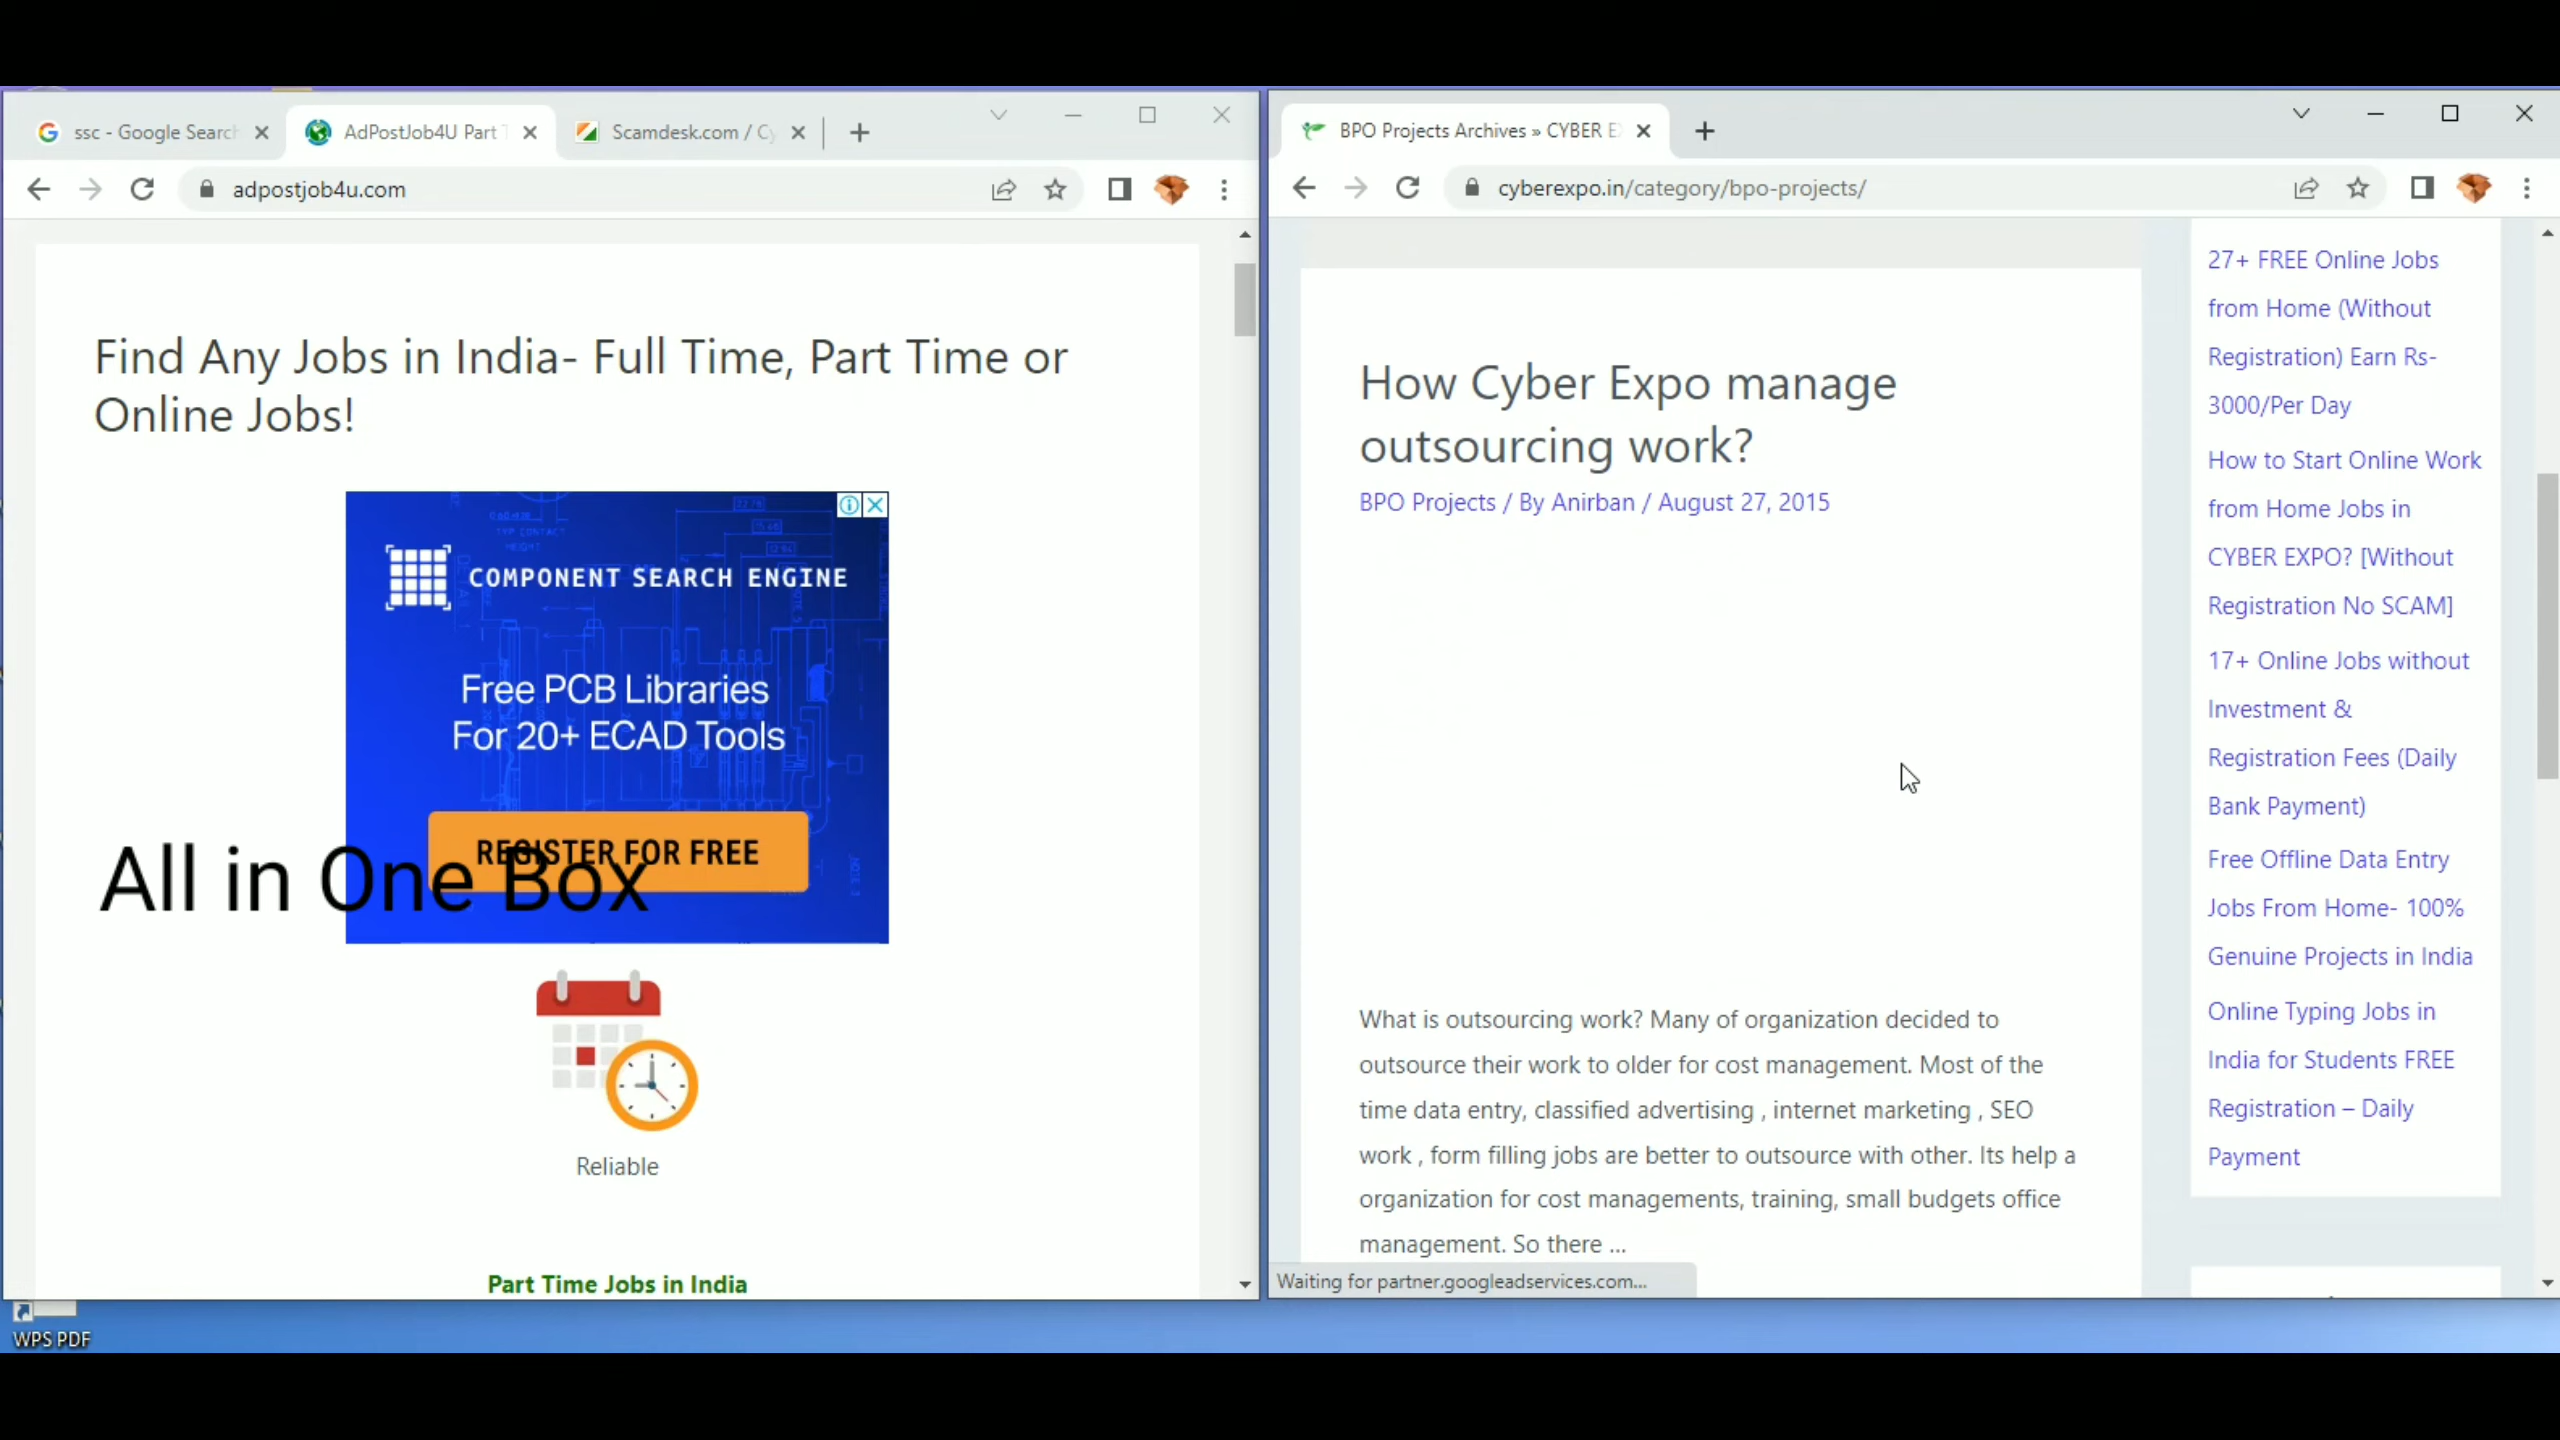 ssc - Google Search
AdPostJob4U Part T
Scamdesk.com / Cy
adpostjob4u.com
Find Any Jobs in India- Full Time, Part Time or
Online Jobs!
COMPONENT SEARCH ENGINE
Free PCB Libraries
For 20+ ECAD Tools
REGISTER FOR FREE
All in One Box
Reliable
Part Time Jobs in India
WPS PDF
BPO Projects Archives » CYBER E
cyberexpo.in/category/bpo-projects/
How Cyber Expo manage
outsourcing work?
BPO Projects / By Anirban / August 27, 2015
What is outsourcing work? Many of organization decided to
outsource their work to older for cost management. Most of the
time data entry, classified advertising , internet marketing , SEO
work , form filling jobs are better to outsource with other. Its help a
organization for cost managements, training, small budgets office
management. So there ...
Waiting for partner.googleadservices.com...
27+ FREE Online Jobs
from Home (Without
Registration) Earn Rs-
3000/Per Day
How to Start Online Work
from Home Jobs in
CYBER EXPO? [Without
Registration No SCAM]
17+ Online Jobs without
Investment &
Registration Fees (Daily
Bank Payment)
Free Offline Data Entry
Jobs From Home- 100%
Genuine Projects in India
Online Typing Jobs in
India for Students FREE
Registration – Daily
Payment